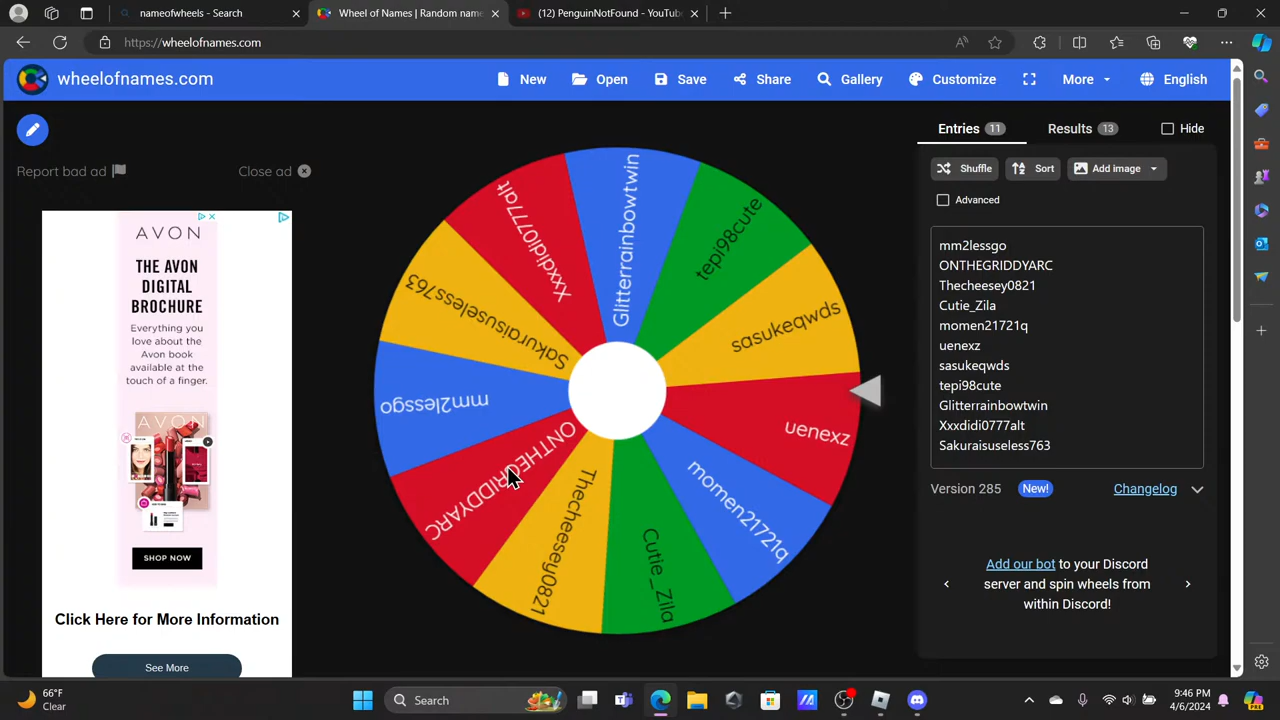 nameofwheels - Search
Wheel of Names | Random name
(12) PenguinNotFound - YouTube
https://wheelofnames.com
wheelofnames.com
New
Open
Save
Share
Gallery
Customize
More
English
Report bad ad
Close ad
AVON
THE AVON
DIGITAL
BROCHURE
Everything you
love about the
Avon book
available at the
touch of a finger.
AVON
SHOP NOW
Click Here for More Information
See More
Glitterrainbowtwin
tepi98cute
sasukeqwds
uenexz
momen21721q
Cutie_Zila
Thecheesey0821
ONTHEGRIDDYARC
mm2lessgo
Sakuraisuseless763
Xxxdidi0777alt
Entries 11
Results 13
Hide
Shuffle
Sort
Add image
Advanced
mm2lessgo
ONTHEGRIDDYARC
Thecheesey0821
Cutie_Zila
momen21721q
uenexz
sasukeqwds
tepi98cute
Glitterrainbowtwin
Xxxdidi0777alt
Sakuraisuseless763
Version 285
New!
Changelog
Add our bot to your Discord
server and spin wheels from
within Discord!
66°F
Clear
Search
9:46 PM
4/6/2024